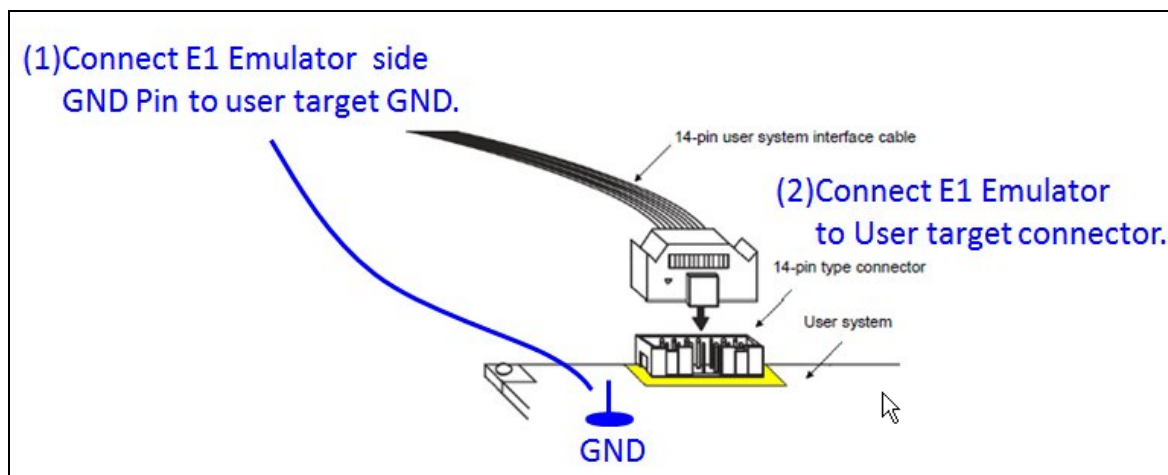 (1)Connect E1 Emulator side
GND Pin to user target GND.
14-pin user system interface cable
(2)Connect E1 Emulator
to User target connector.
14-pin type connector
User system
GND